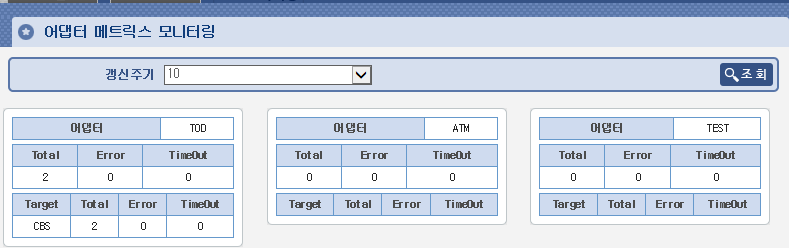 어댑터 메트릭스 모니터링
갱신주기 10 조회
어댑터 TOD
Total Error TimeOut
2 0 0
Target Total Error TimeOut
CBS 2 0 0
어댑터 ATM
Total Error TimeOut
0 0 0
Target Total Error TimeOut
어댑터 TEST
Total Error TimeOut
0 0 0
Target Total Error TimeOut